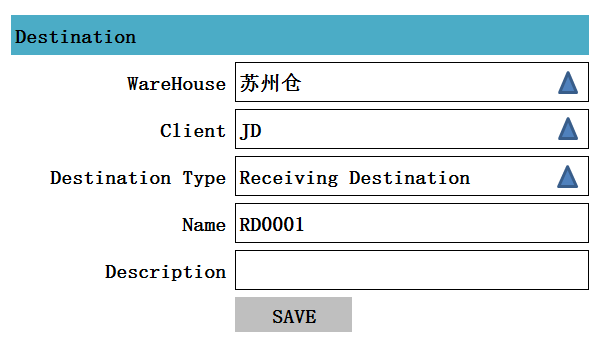 Destination
WareHouse 苏州仓
Client JD
Destination Type Receiving Destination
Name RD0001
Description
SAVE